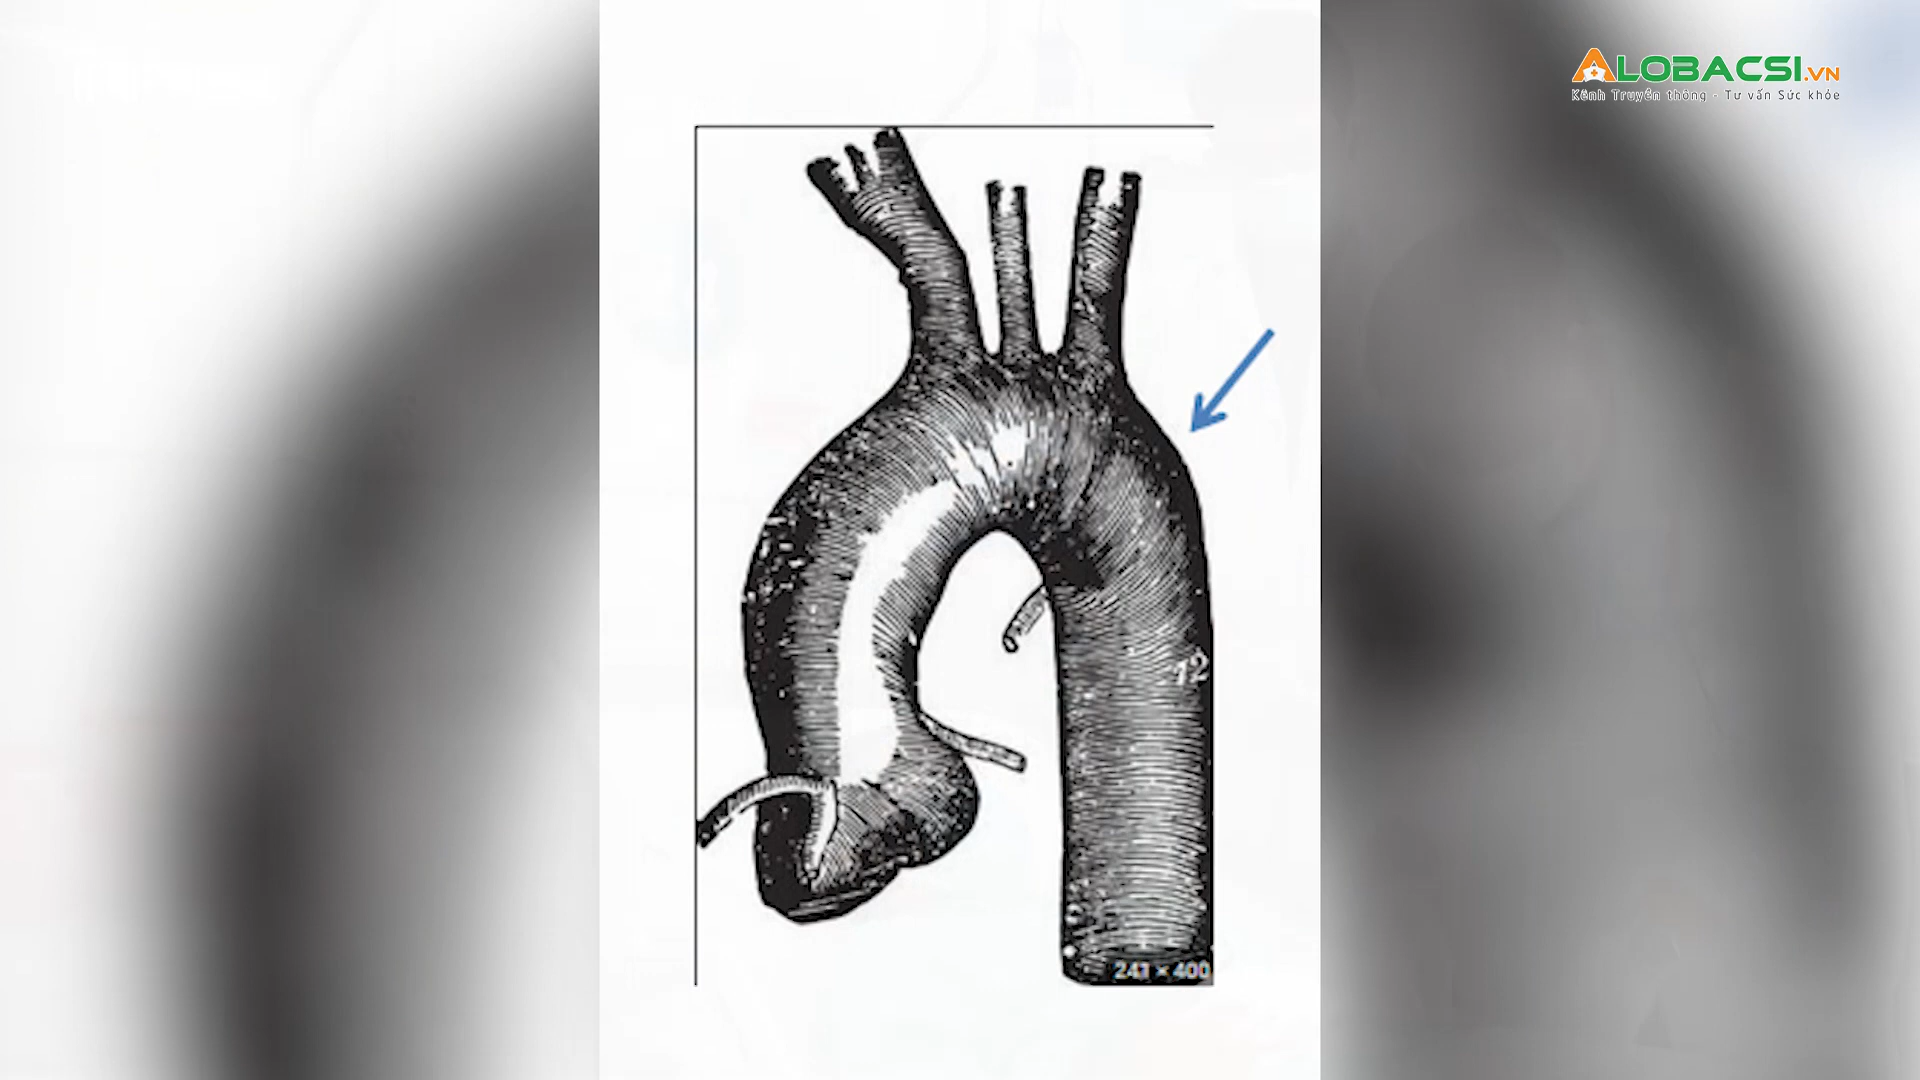 ALOBACSI.VN
Kênh Truyền thông - Tư vấn Sức khỏe
12
241 × 400